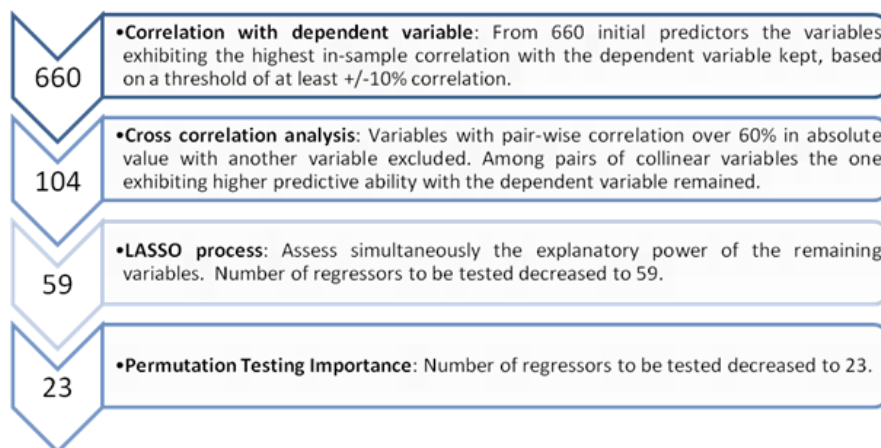 •Correlation with dependent variable: From 660 initial predictors the variables
exhibiting the highest in-sample correlation with the dependent variable kept, based
on a threshold of at least +/-10% correlation.
660
•Cross correlation analysis: Variables with pair-wise correlation over 60% in absolute
value with another variable excluded. Among pairs of collinear variables the one
exhibiting higher predictive ability with the dependent variable remained.
104
•LASSO process: Assess simultaneously the explanatory power of the remaining
variables. Number of regressors to be tested decreased to 59.
59
•Permutation Testing Importance: Number of regressors to be tested decreased to 23.
23